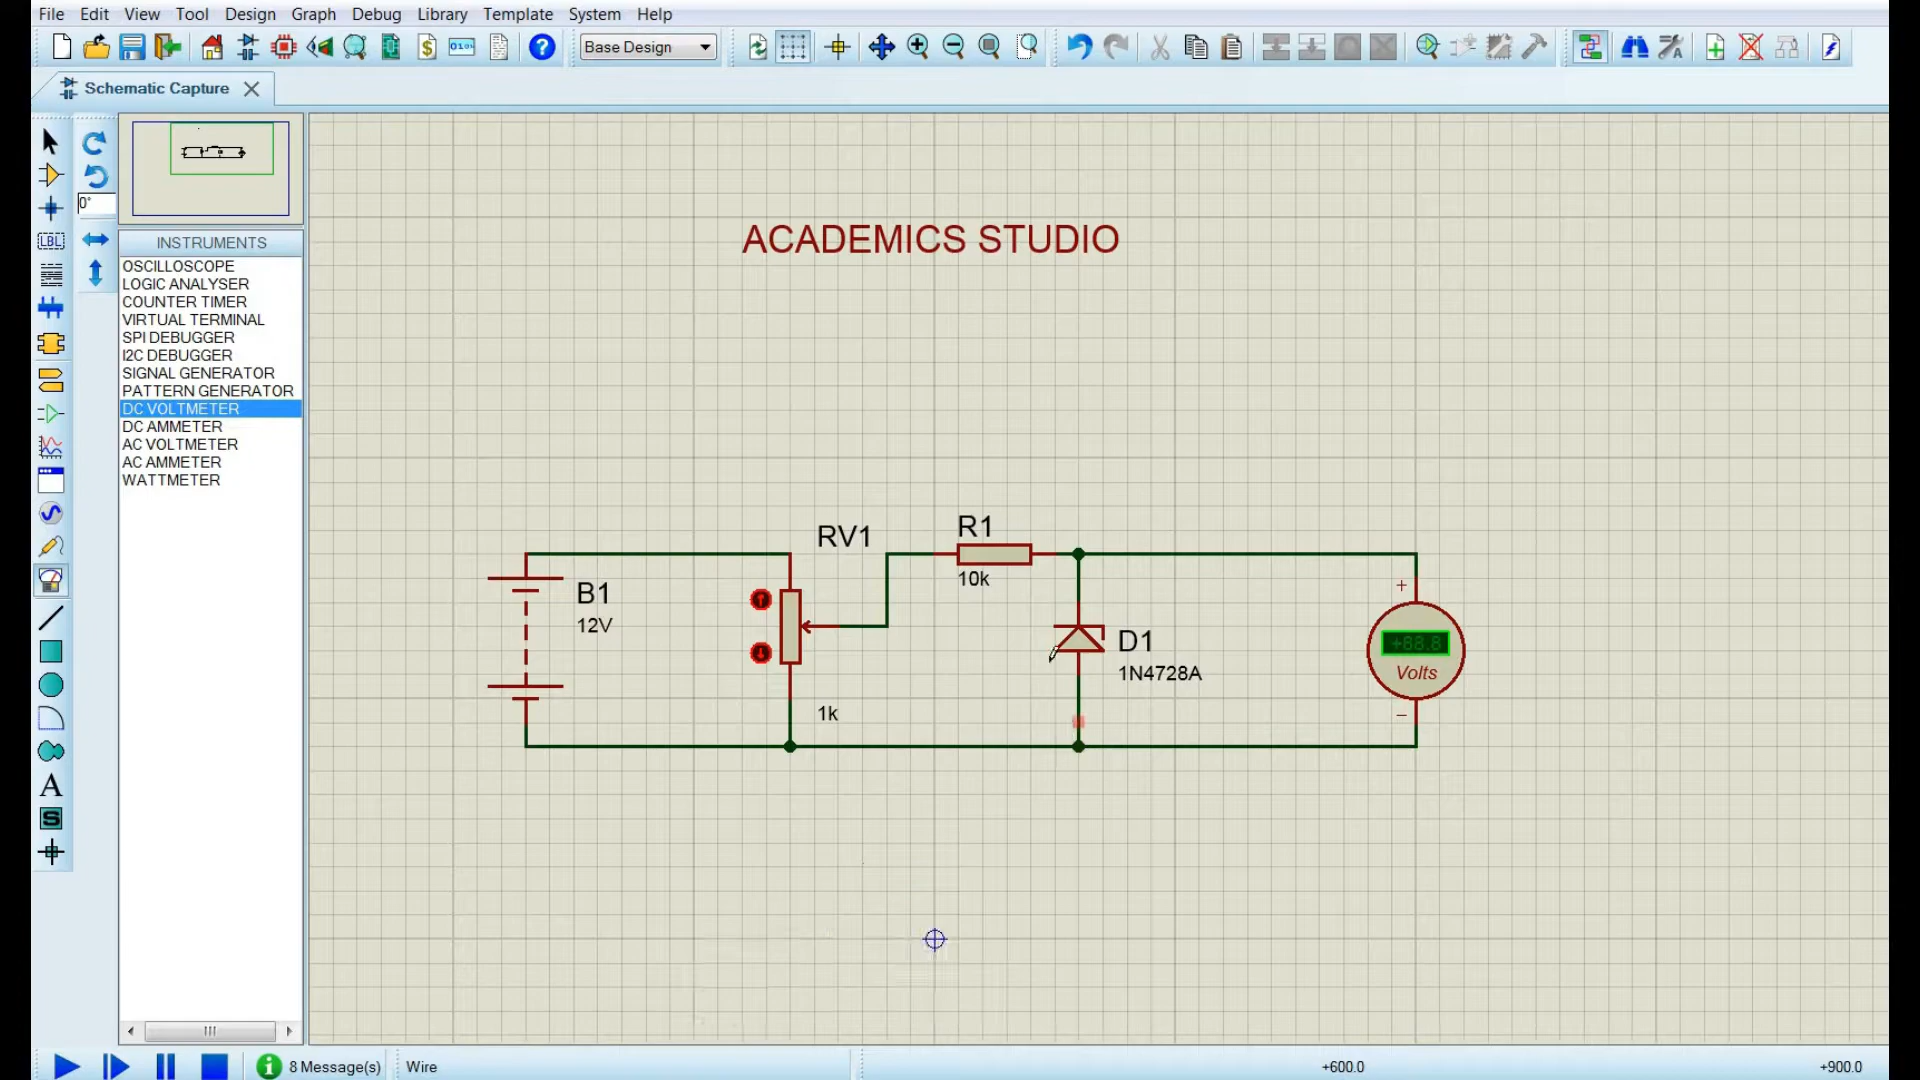 File Edit View Tool Design Graph Debug Library Template System Help
Base Design
Schematic Capture
0°
LBL
INSTRUMENTS
OSCILLOSCOPE
LOGIC ANALYSER
COUNTER TIMER
VIRTUAL TERMINAL
SPI DEBUGGER
I2C DEBUGGER
SIGNAL GENERATOR
PATTERN GENERATOR
DC VOLTMETER
DC AMMETER
AC VOLTMETER
AC AMMETER
WATTMETER
A
S
ACADEMICS STUDIO
RV1
R1
10k
B1
12V
D1
1N4728A
1k
+
+88.8
Volts
−
8 Message(s)
Wire
+600.0
+900.0